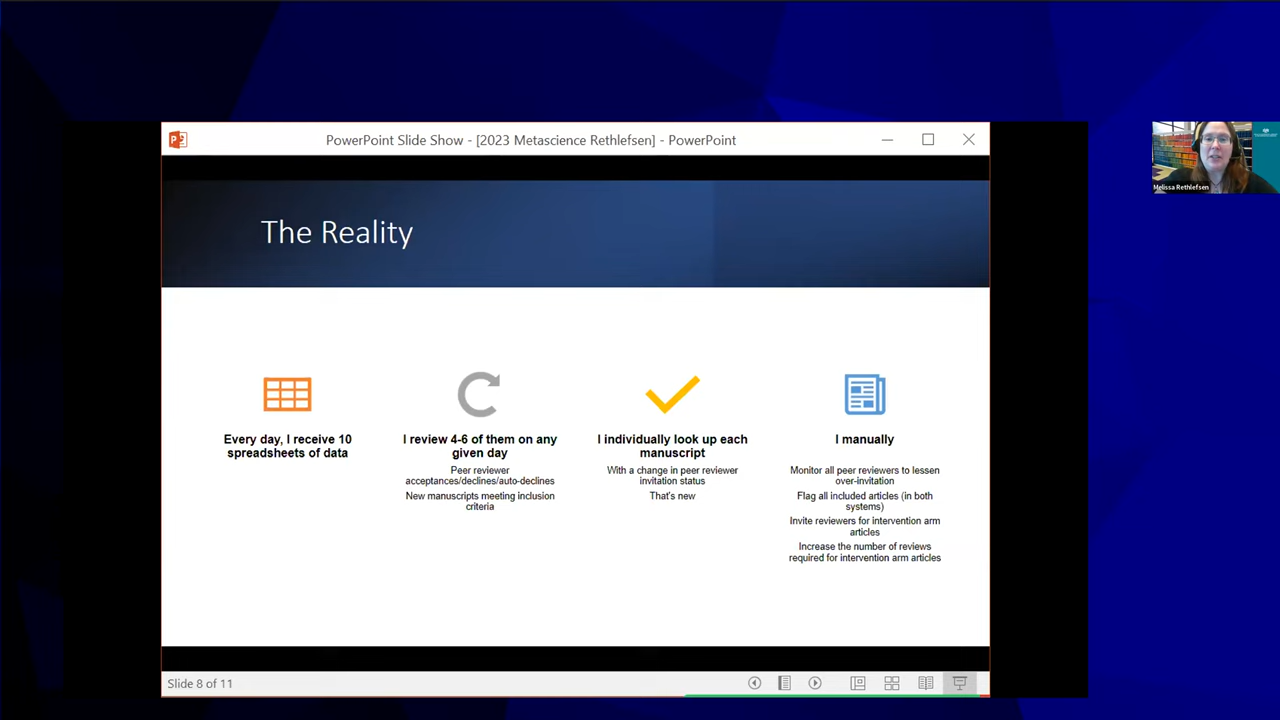 PowerPoint Slide Show - [2023 Metascience Rethlefsen] - PowerPoint
The Reality
Every day, I receive 10
spreadsheets of data
I review 4-6 of them on any
given day
Peer reviewer
acceptances/declines/auto-declines
New manuscripts meeting inclusion
criteria
I individually look up each
manuscript
With a change in peer reviewer
invitation status
That's new
I manually
Monitor all peer reviewers to lessen
over-invitation
Flag all included articles (in both
systems)
Invite reviewers for intervention arm
articles
Increase the number of reviews
required for intervention arm articles
Slide 8 of 11
Melissa Rethlefsen